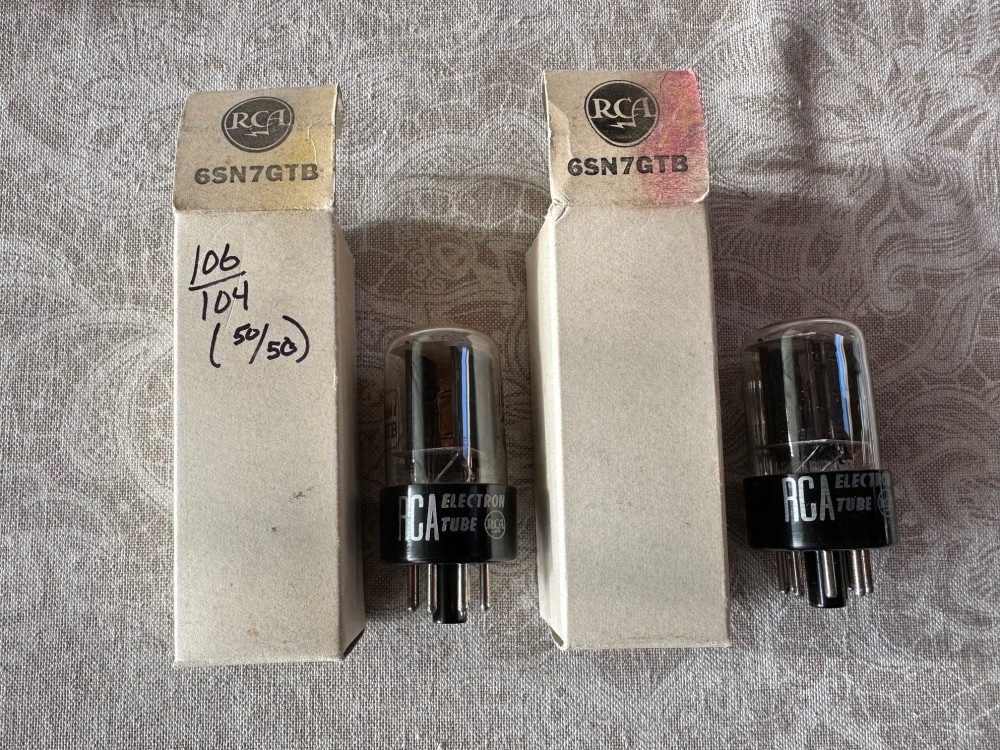 RCA
6SN7GTB
106
104
(50/50)
RCA ELECTRON
TUBE RCA
RCA
6SN7GTB
RCA ELECTRON
TUBE